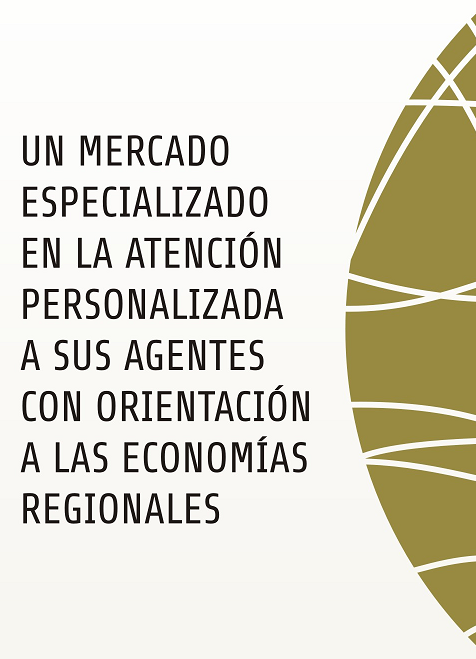 UN MERCADO
ESPECIALIZADO
EN LA ATENCIÓN
PERSONALIZADA
A SUS AGENTES
CON ORIENTACIÓN
A LAS ECONOMÍAS
REGIONALES